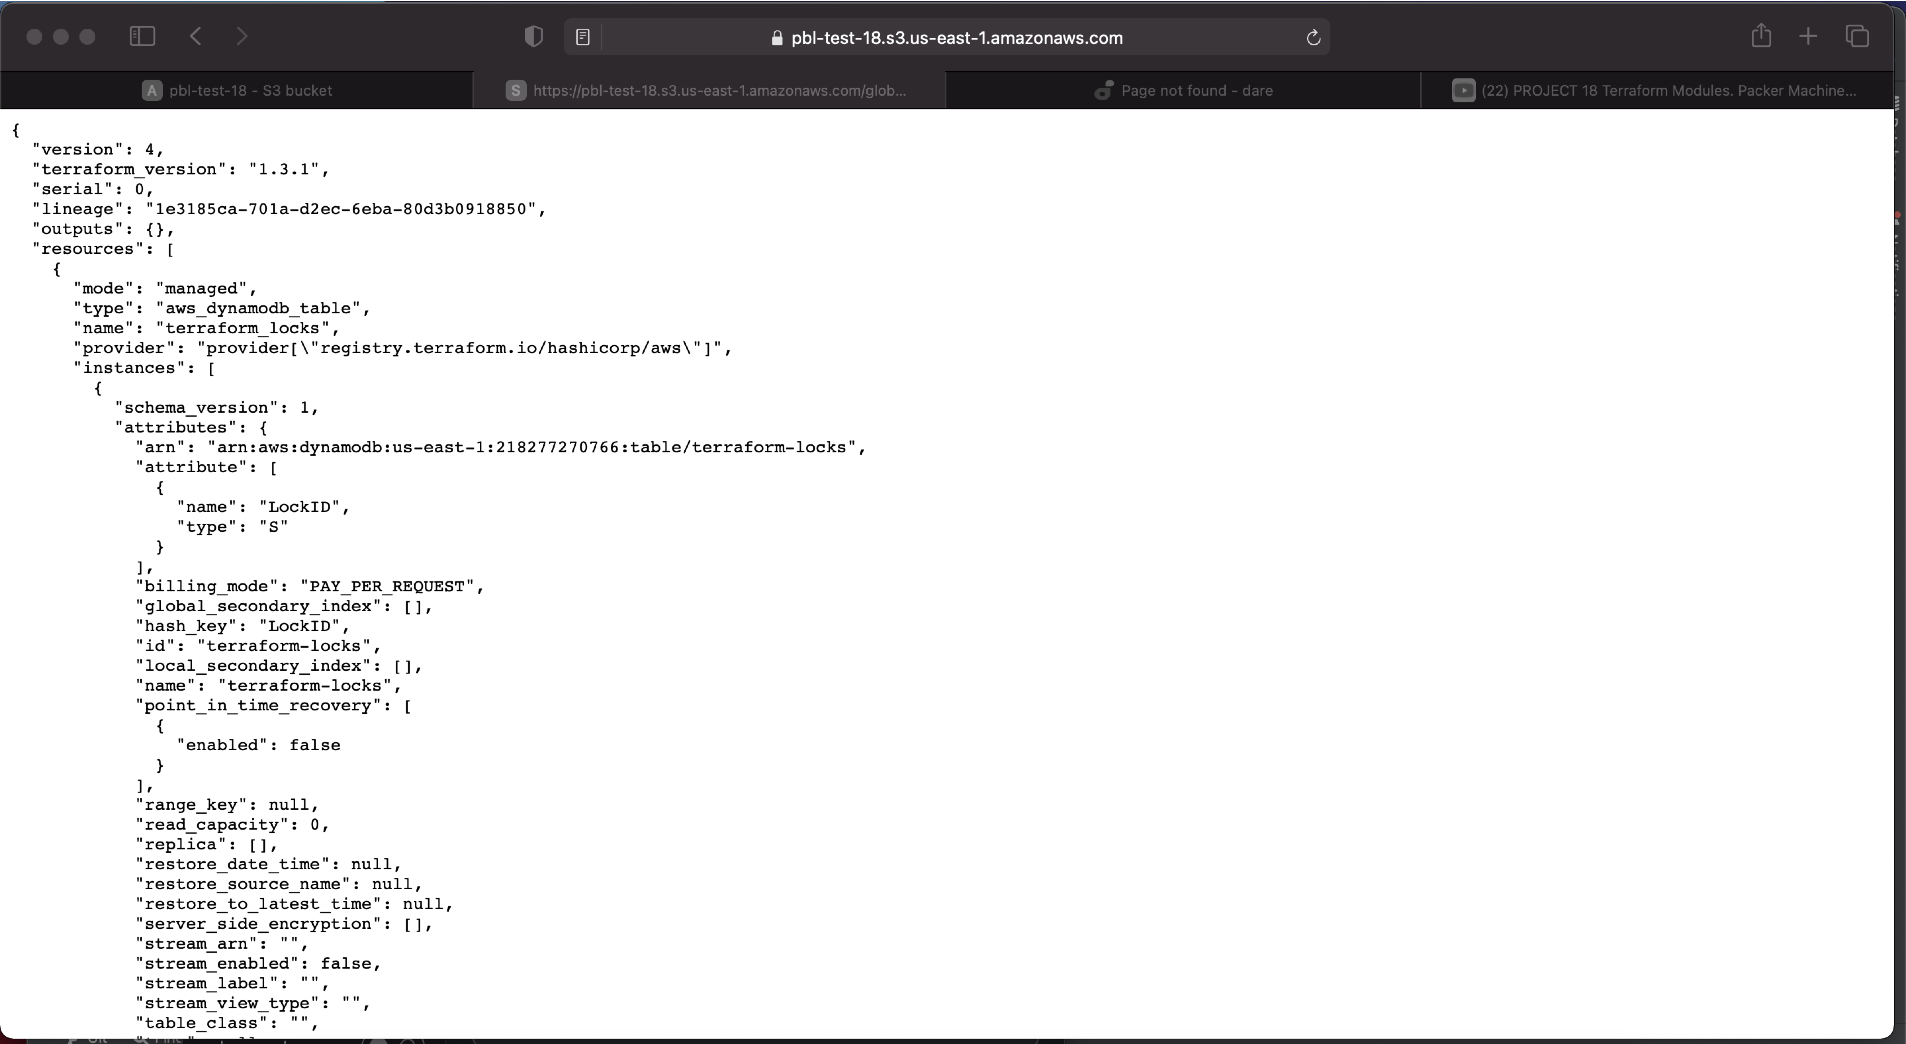 pbl-test-18.s3.us-east-1.amazonaws.com
A pbl-test-18 - S3 bucket
S https://pbl-test-18.s3.us-east-1.amazonaws.com/glob...
Page not found - dare
(22) PROJECT 18 Terraform Modules. Packer Machine...
{
"version": 4,
"terraform_version": "1.3.1",
"serial": 0,
"lineage": "1e3185ca-701a-d2ec-6eba-80d3b0918850",
"outputs": {},
"resources": [
{
"mode": "managed",
"type": "aws_dynamodb_table",
"name": "terraform_locks",
"provider": "provider[\"registry.terraform.io/hashicorp/aws\"]",
"instances": [
{
"schema_version": 1,
"attributes": {
"arn": "arn:aws:dynamodb:us-east-1:218277270766:table/terraform-locks",
"attribute": [
{
"name": "LockID",
"type": "S"
}
],
"billing_mode": "PAY_PER_REQUEST",
"global_secondary_index": [],
"hash_key": "LockID",
"id": "terraform-locks",
"local_secondary_index": [],
"name": "terraform-locks",
"point_in_time_recovery": [
{
"enabled": false
}
],
"range_key": null,
"read_capacity": 0,
"replica": [],
"restore_date_time": null,
"restore_source_name": null,
"restore_to_latest_time": null,
"server_side_encryption": [],
"stream_arn": "",
"stream_enabled": false,
"stream_label": "",
"stream_view_type": "",
"table_class": "",